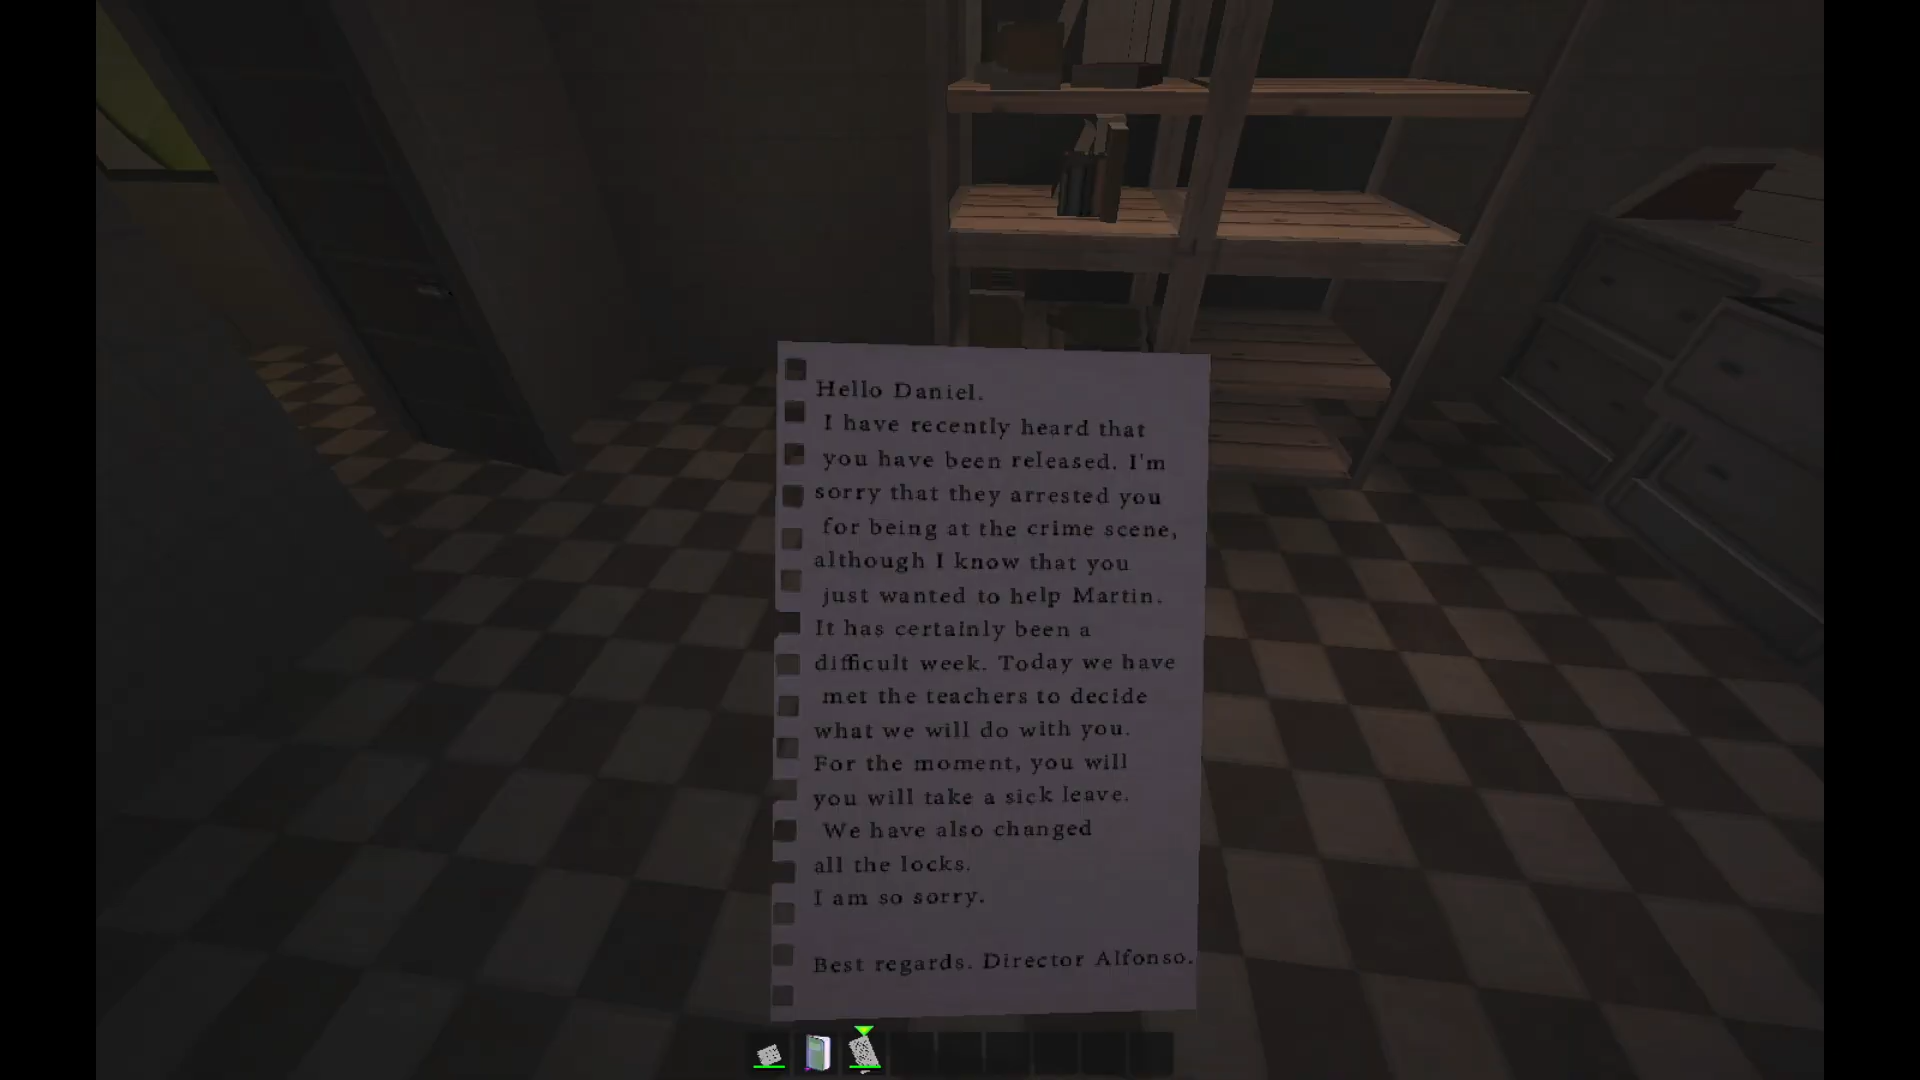 Hello Daniel.
I have recently heard that
you have been released. I'm
sorry that they arrested you
for being at the crime scene,
although I know that you
just wanted to help Martin.
It has certainly been a
difficult week. Today we have
met the teachers to decide
what we will do with you.
For the moment, you will
you will take a sick leave.
We have also changed
all the locks.
I am so sorry.
Best regards. Director Alfonso.